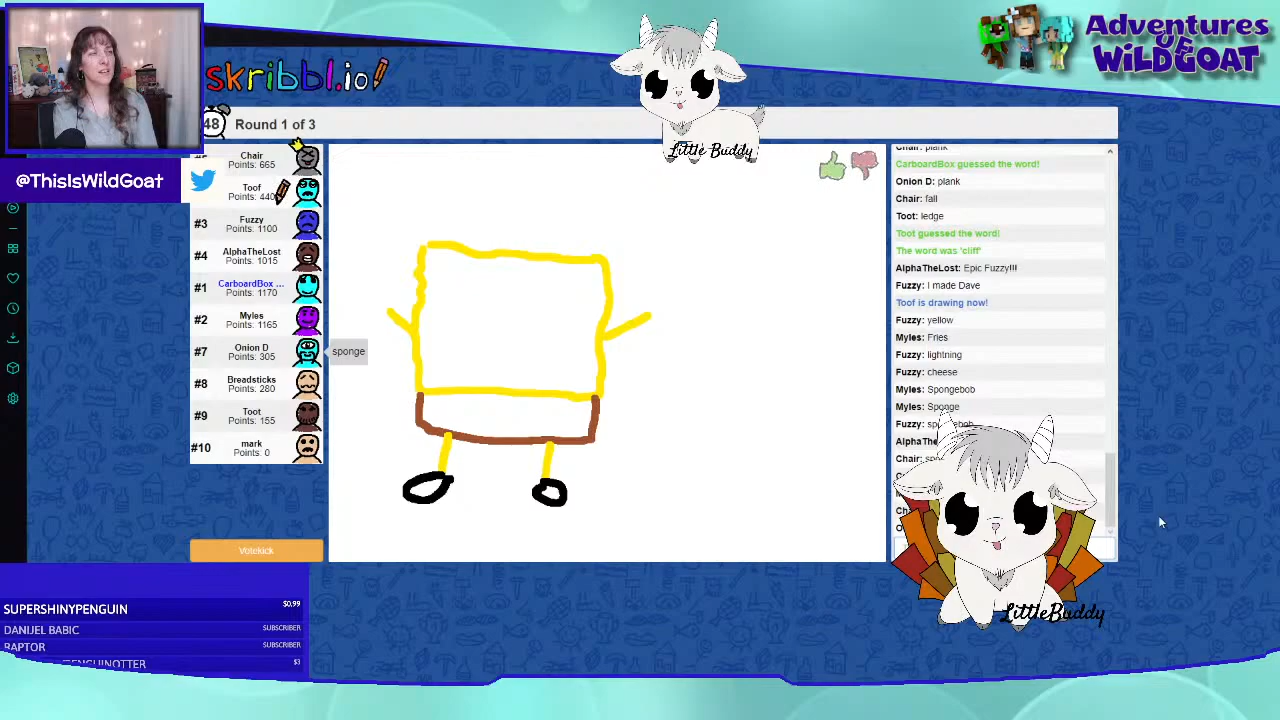 Adventures
OF
WiLDGOAT
skribbl.io
48
Round 1 of 3
Little Buddy
@ThisIsWildGoat
Chair
Points: 665
Toof
Points: 440
#3
Fuzzy
Points: 1100
#4
AlphaTheLost
Points: 1015
#1
CarboardBox ...
Points: 1170
#2
Myles
Points: 1165
#7
Onion D
Points: 305
sponge
#8
Breadsticks
Points: 280
#9
Toot
Points: 155
#10
mark
Points: 0
Votekick
Chair: plank
CarboardBox guessed the word!
Onion D: plank
Chair: fall
Toot: ledge
Toot guessed the word!
The word was 'cliff'
AlphaTheLost: Epic Fuzzy!!!
Fuzzy: I made Dave
Toof is drawing now!
Fuzzy: yellow
Myles: Fries
Fuzzy: lightning
Fuzzy: cheese
Myles: Spongebob
Myles: Sponge
Fuzzy:
Chair:
LittleBuddy
SUPERSHINYPENGUIN
$0.99
DANIJEL BABIC
SUBSCRIBER
RAPTOR
SUBSCRIBER
$3